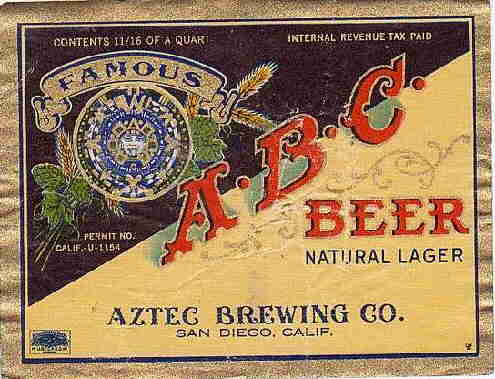 CONTENTS 11/16 OF A QUART
INTERNAL REVENUE TAX PAID
FAMOUS
A.B.C.
BEER
NATURAL LAGER
PERMIT NO.
CALIF.-U-1154
AZTEC BREWING CO.
SAN DIEGO, CALIF.